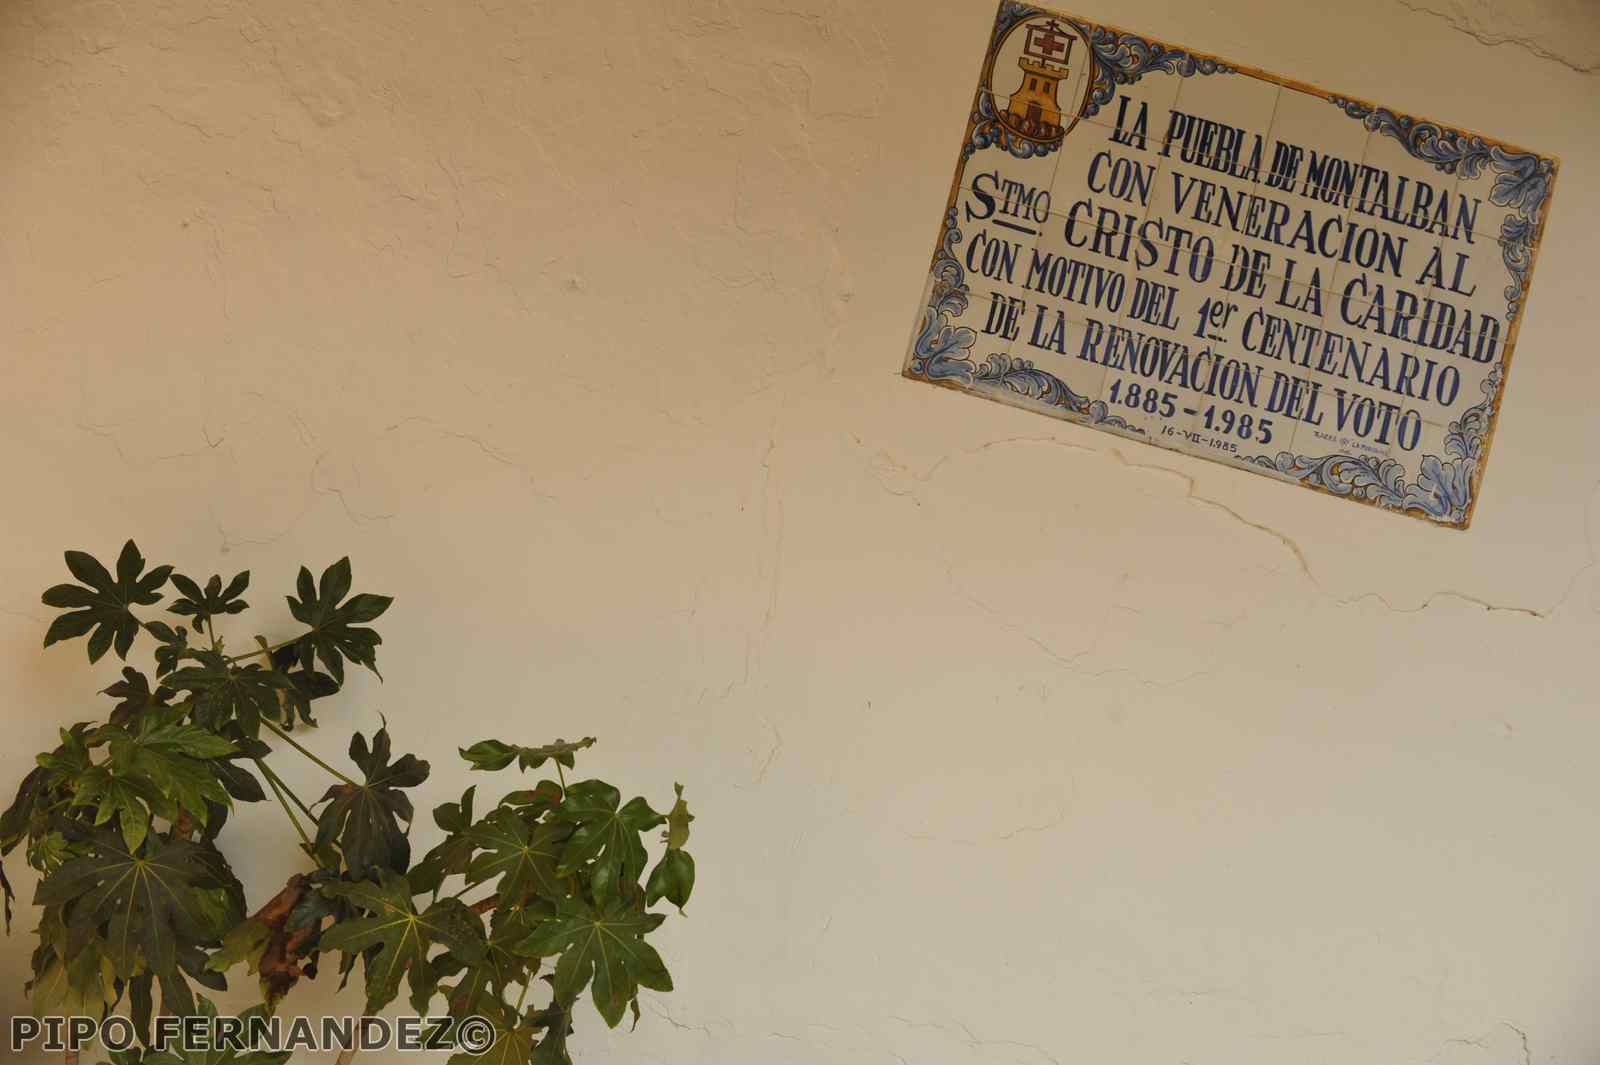 LA PUEBLA DE MONTALBAN
CON VENERACION AL
STMO CRISTO DE LA CARIDAD
CON MOTIVO DEL 1er CENTENARIO
DE LA RENOVACION DEL VOTO
1.885-1.985
16-VII-1.985
PIPO FERNANDEZ©